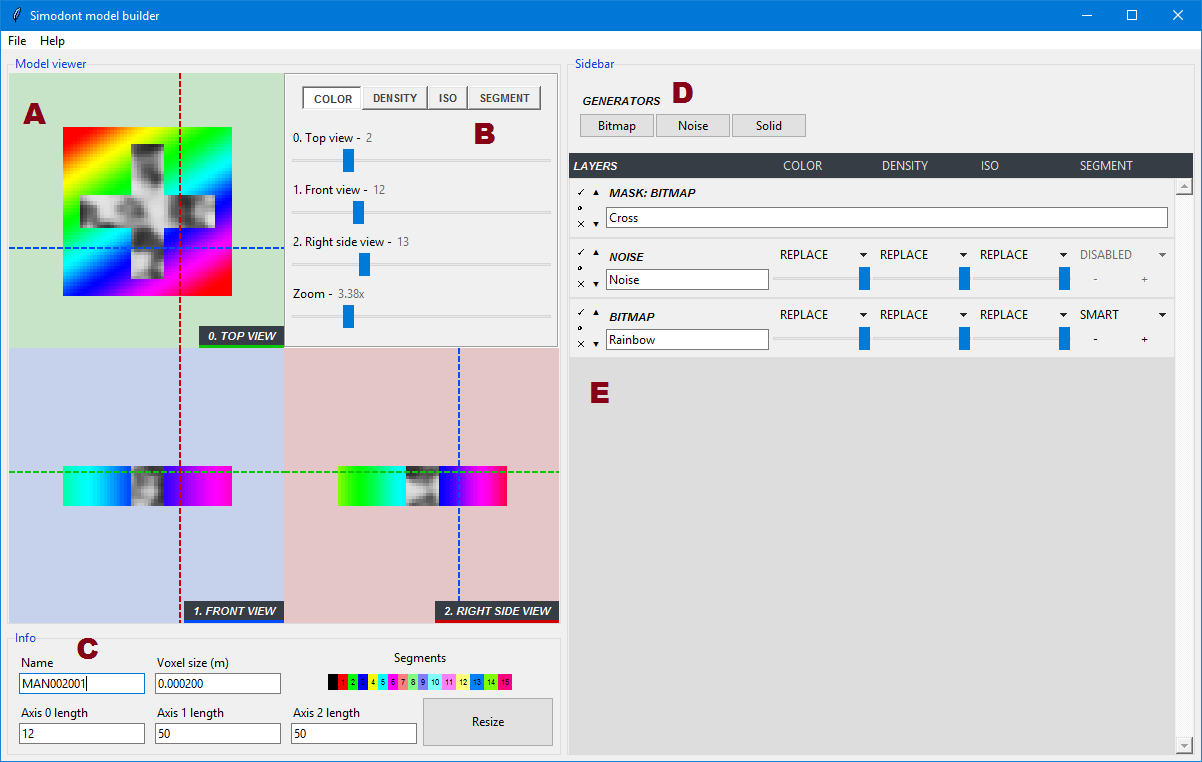 Simodont model builder
File Help
Model viewer
A
COLOR DENSITY ISO SEGMENT
B
0. Top view - 2
1. Front view - 12
2. Right side view - 13
Zoom - 3.38x
0. TOP VIEW
1. FRONT VIEW
2. RIGHT SIDE VIEW
Info
C
Name
MAN002001
Voxel size (m)
0.000200
Segments
1 2 3 4 5 6 7 8 9 10 11 12 13 14 15
Axis 0 length
12
Axis 1 length
50
Axis 2 length
50
Resize
Sidebar
GENERATORS
D
Bitmap Noise Solid
LAYERS COLOR DENSITY ISO SEGMENT
MASK: BITMAP
Cross
NOISE REPLACE REPLACE REPLACE DISABLED
Noise - +
BITMAP REPLACE REPLACE REPLACE SMART
Rainbow - +
E